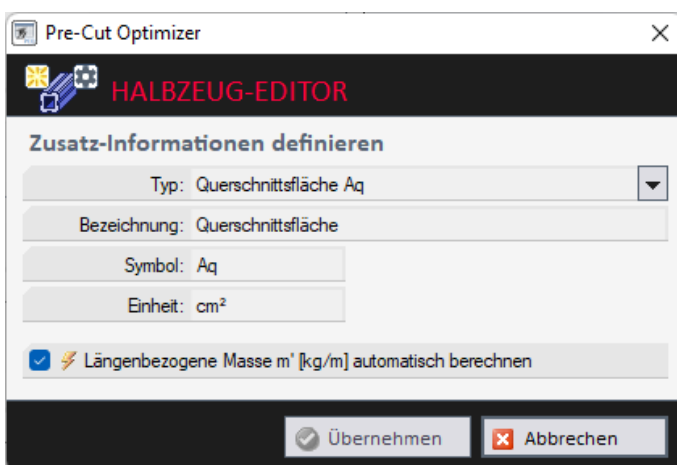 Pre-Cut Optimizer
HALBZEUG-EDITOR
Zusatz-Informationen definieren
Typ: Querschnittsfläche Aq
Bezeichnung: Querschnittsfläche
Symbol: Aq
Einheit: cm²
Längenbezogene Masse m' [kg/m] automatisch berechnen
Übernehmen Abbrechen